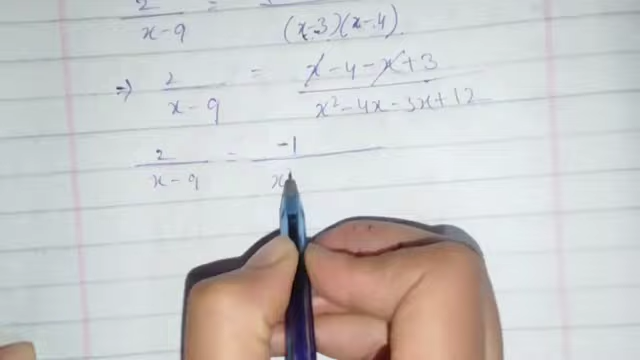 2/(x-9) = /(x-3)(x-4)
=> 2/(x-9) = (x-4-x+3)/(x²-4x-3x+12)
2/(x-9) = -1/x